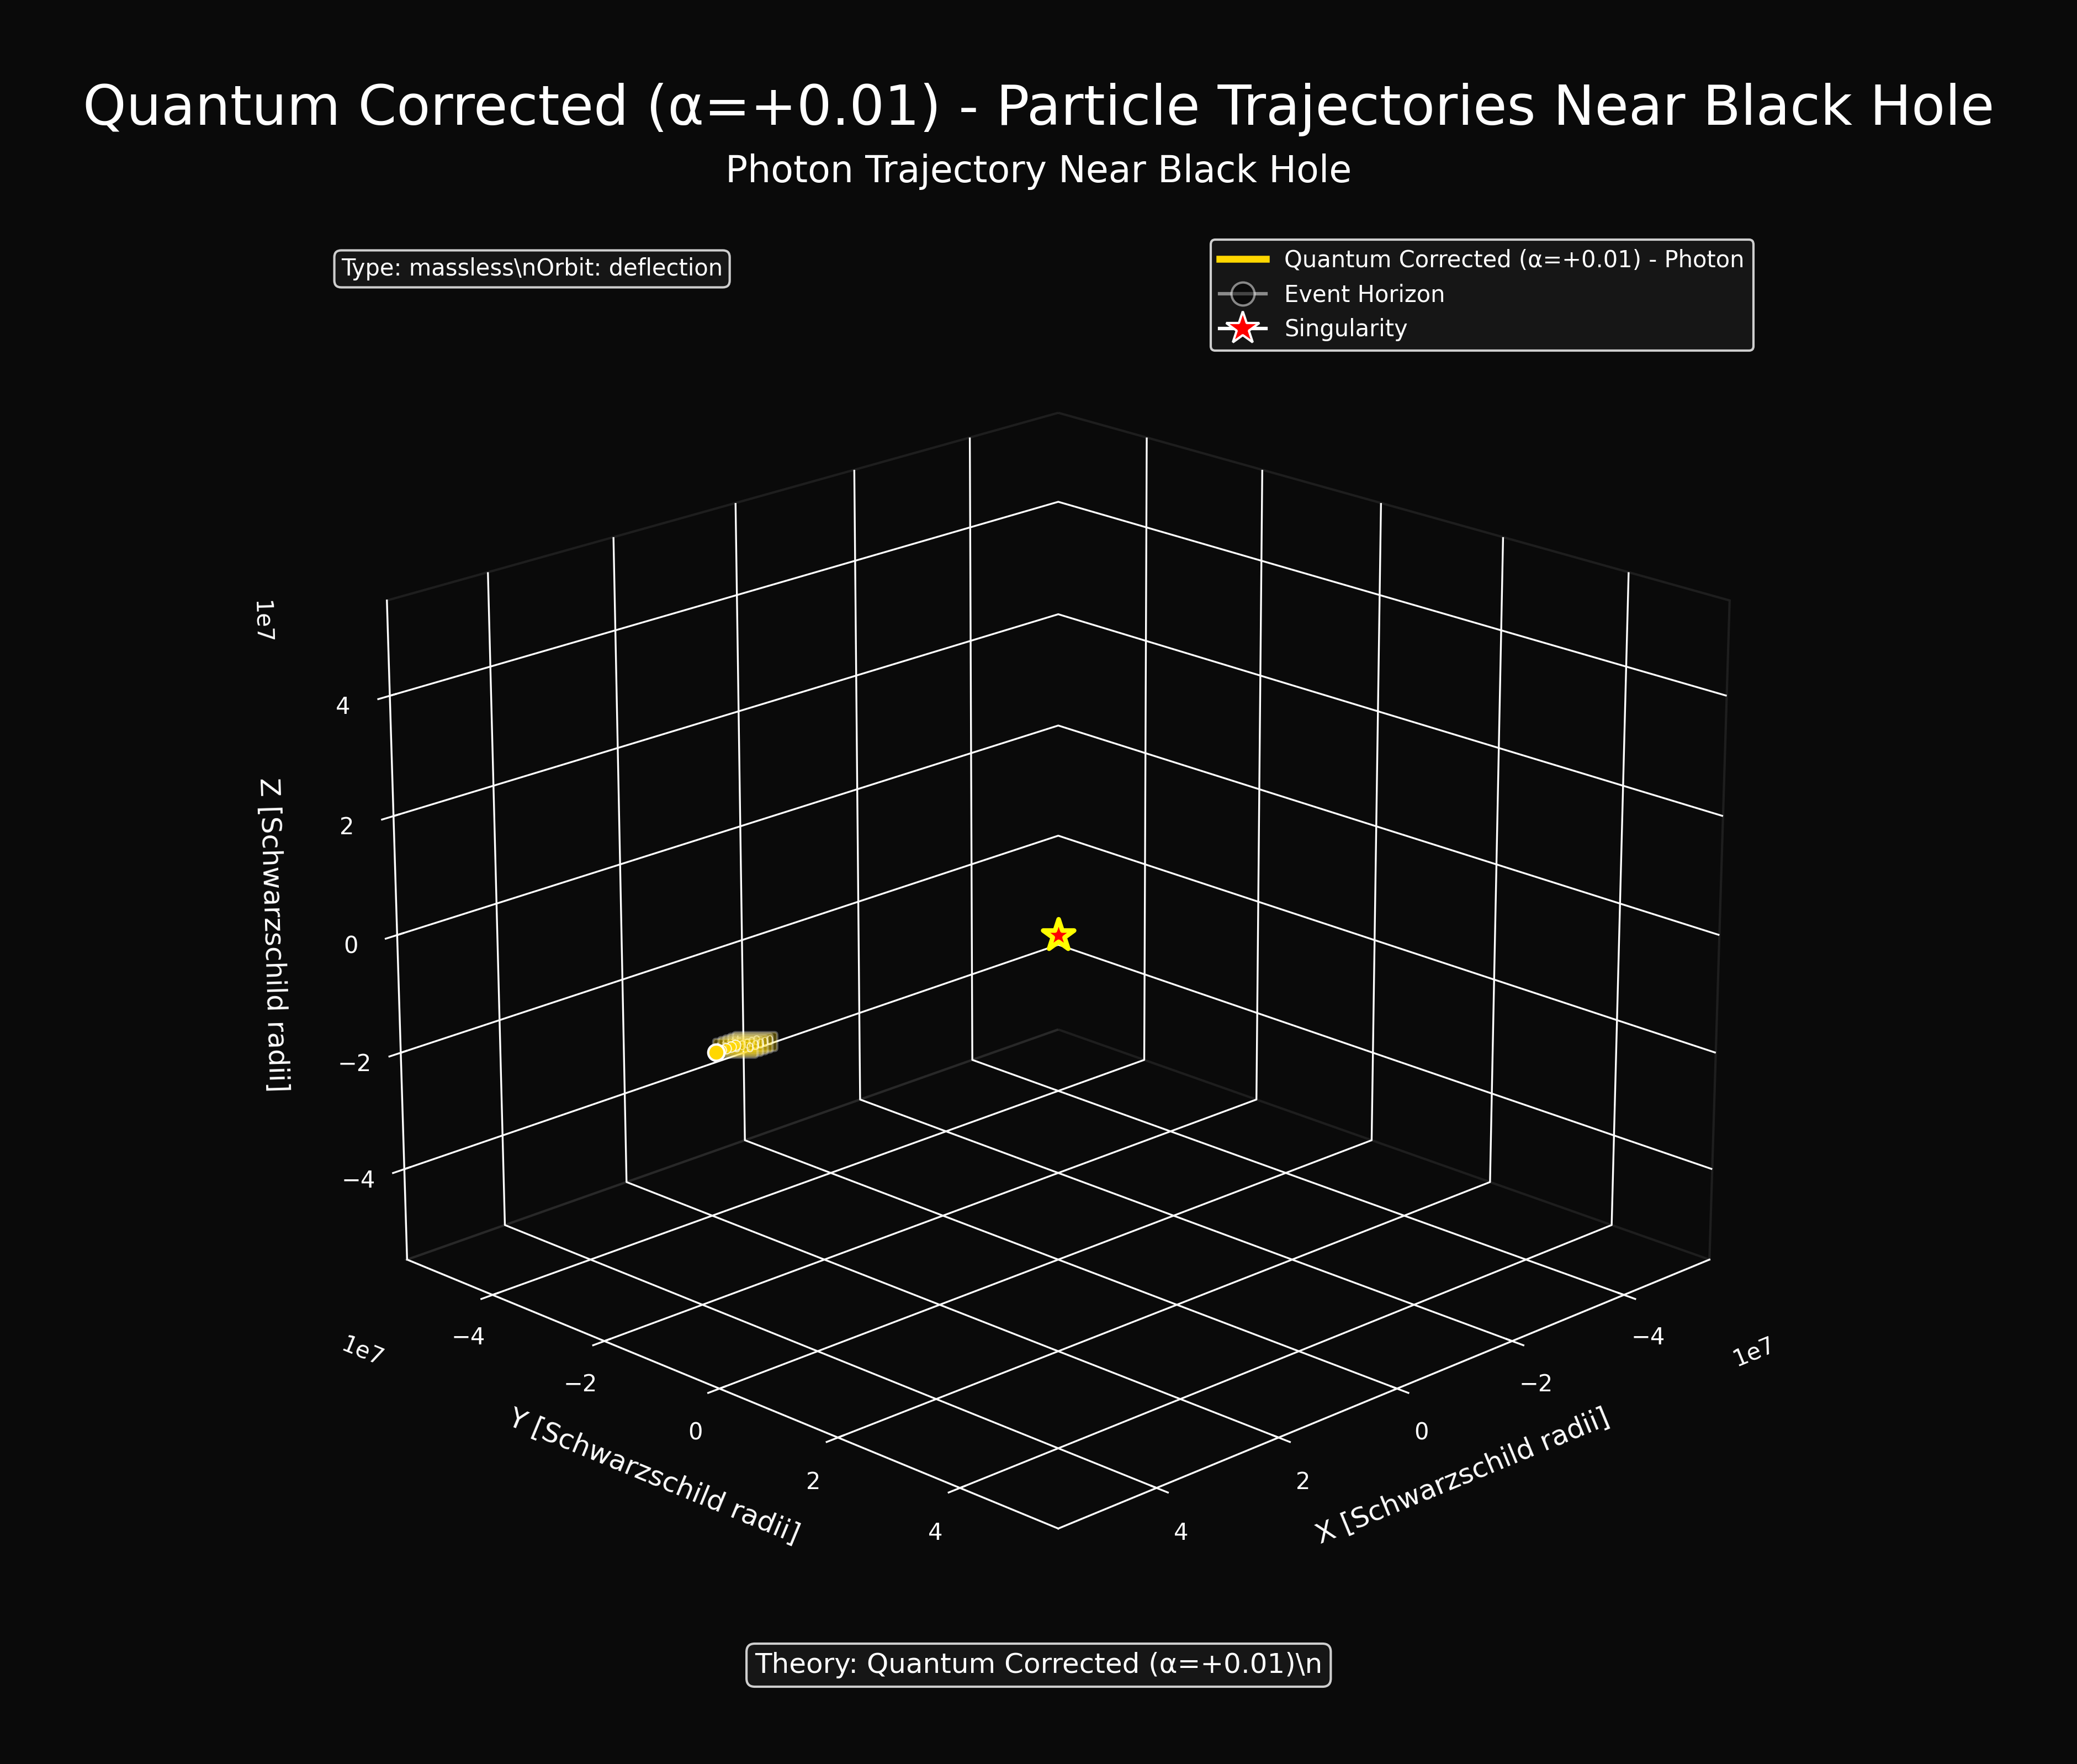 Quantum Corrected (α=+0.01) - Particle Trajectories Near Black Hole
Photon Trajectory Near Black Hole
Type: massless\nOrbit: deflection
Quantum Corrected (α=+0.01) - Photon
Event Horizon
Singularity
1e7
4
2
0
−2
−4
Z [Schwarzschild radii]
1e7
−4
−2
0
2
4
Y [Schwarzschild radii]
1e7
−4
−2
0
2
4
X [Schwarzschild radii]
Theory: Quantum Corrected (α=+0.01)\n